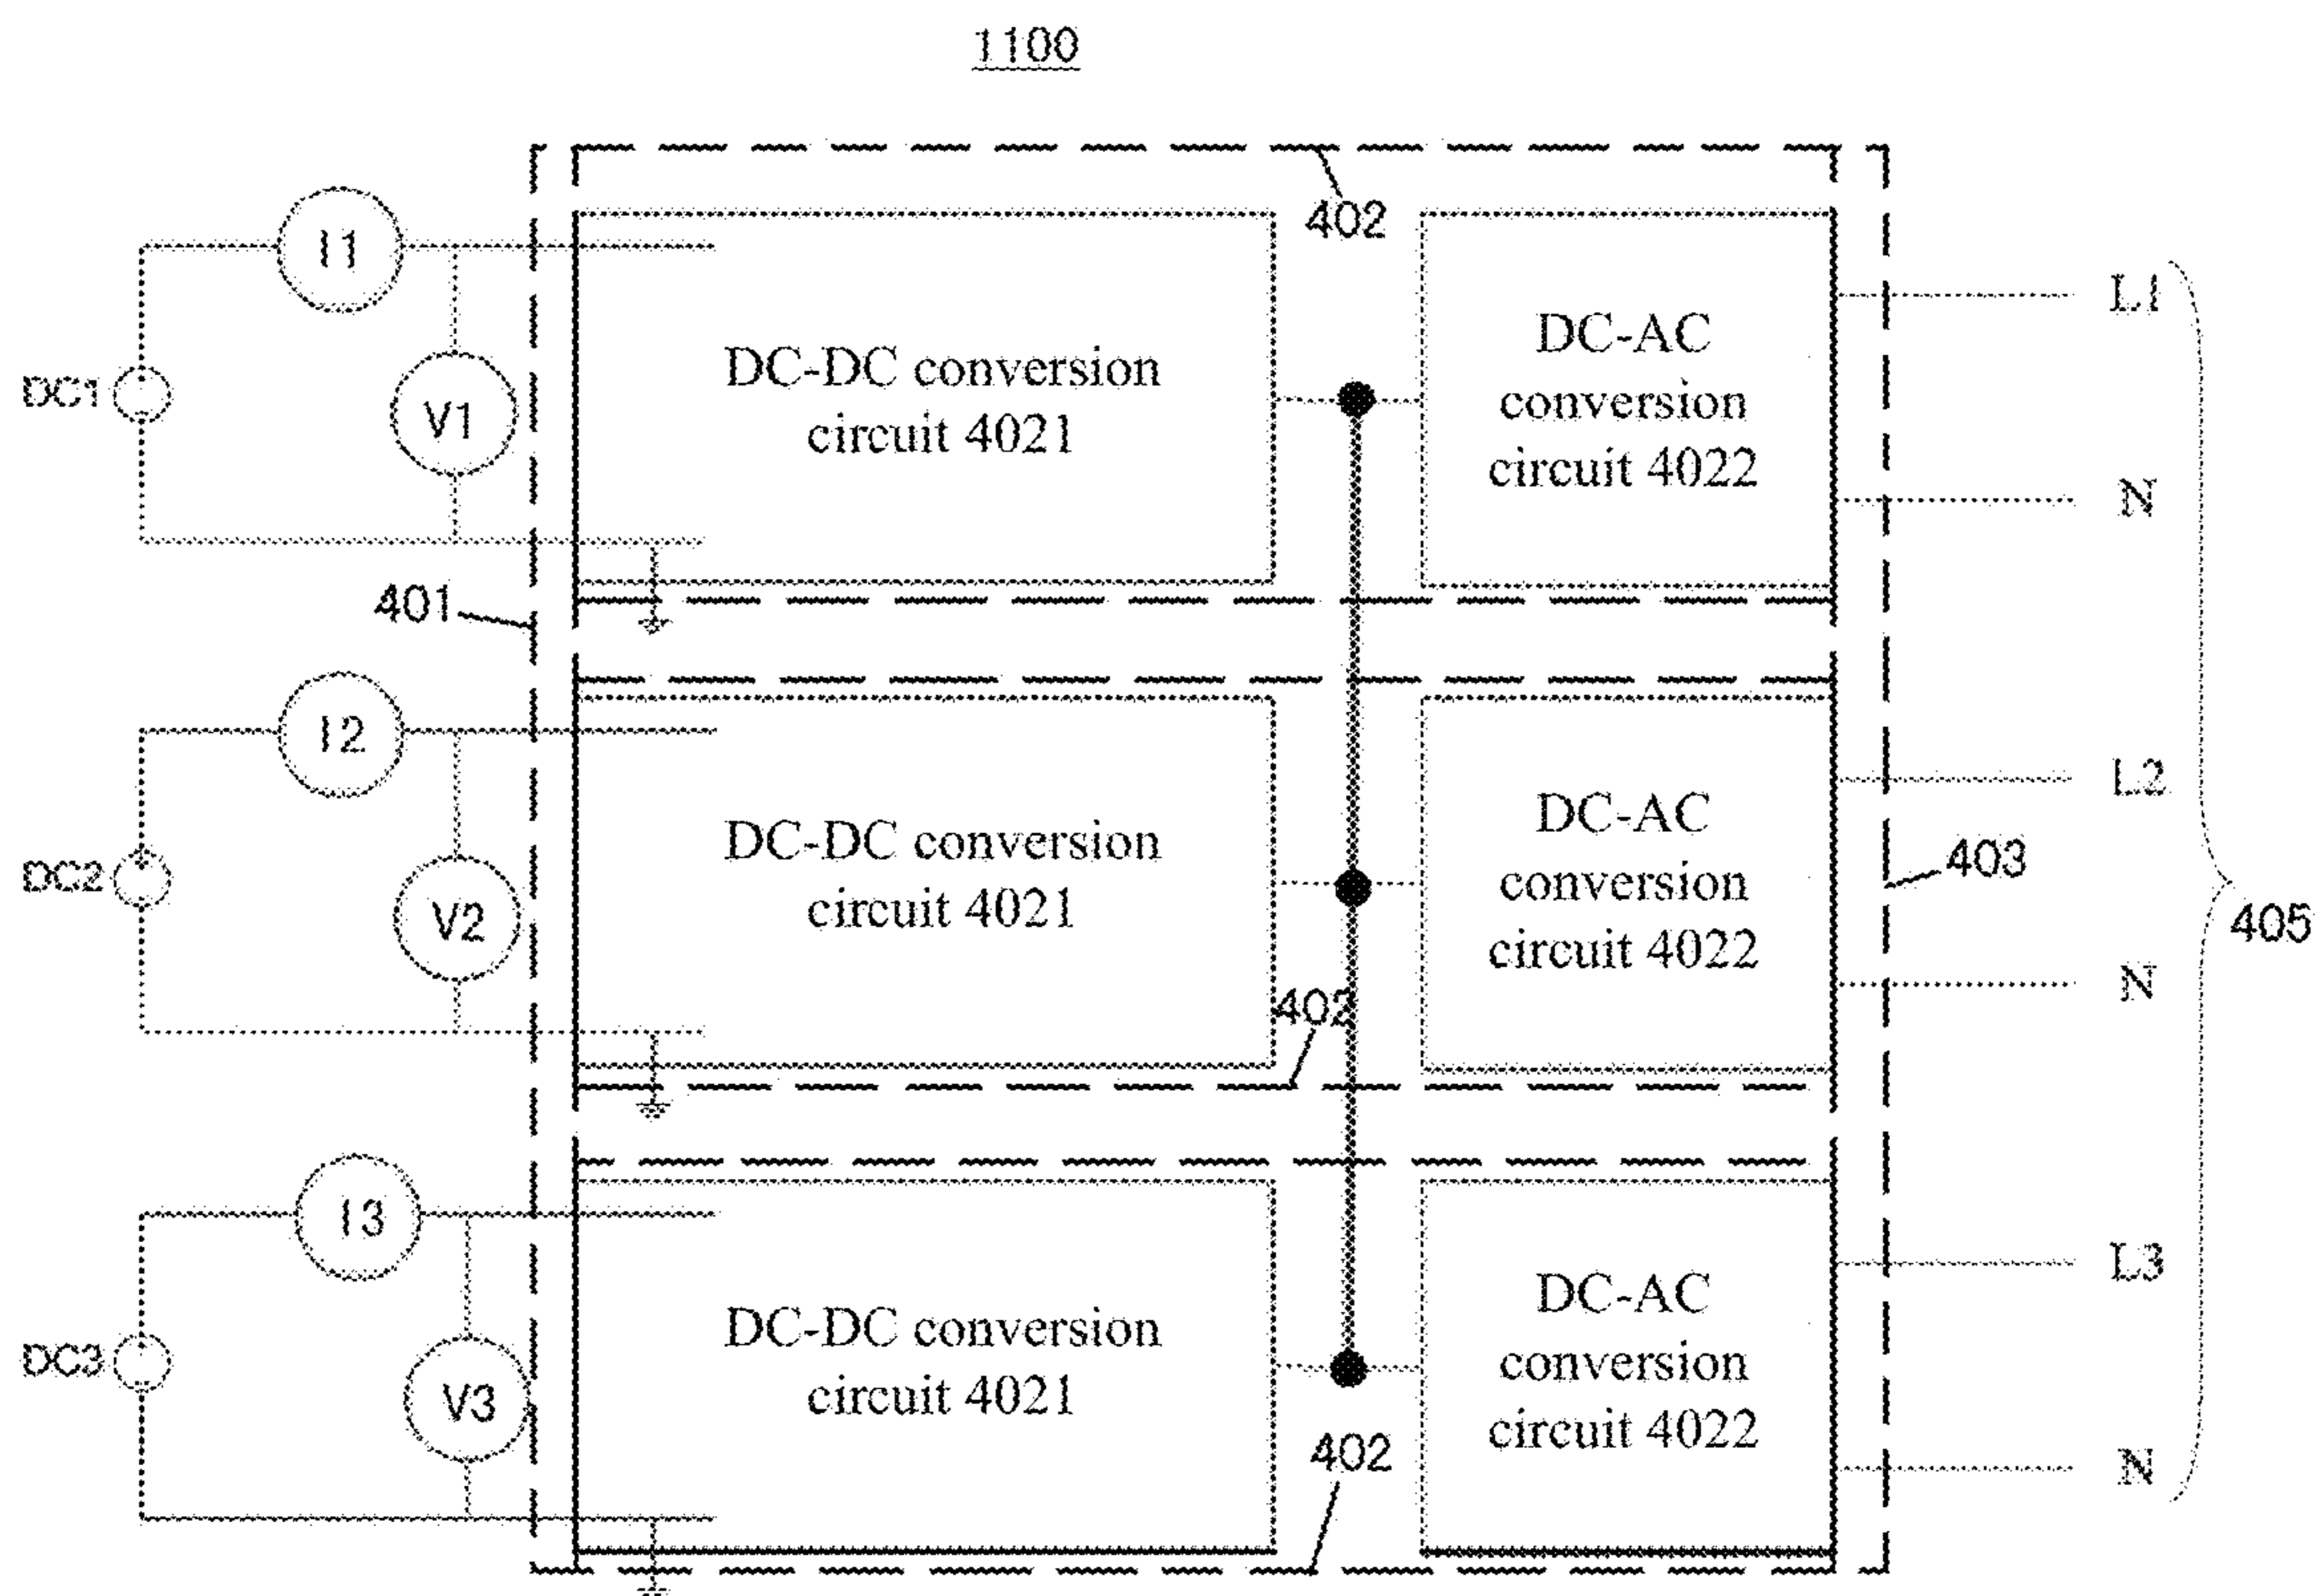 1100
402
I1
L1
DC-DC conversion
circuit 4021
DC-AC
conversion
circuit 4022
DC1
V1
N
401
I2
L2
DC-DC conversion
circuit 4021
DC-AC
conversion
circuit 4022
403
DC2
V2
405
N
402
I3
L3
DC-DC conversion
circuit 4021
DC-AC
conversion
circuit 4022
DC3
V3
402
N